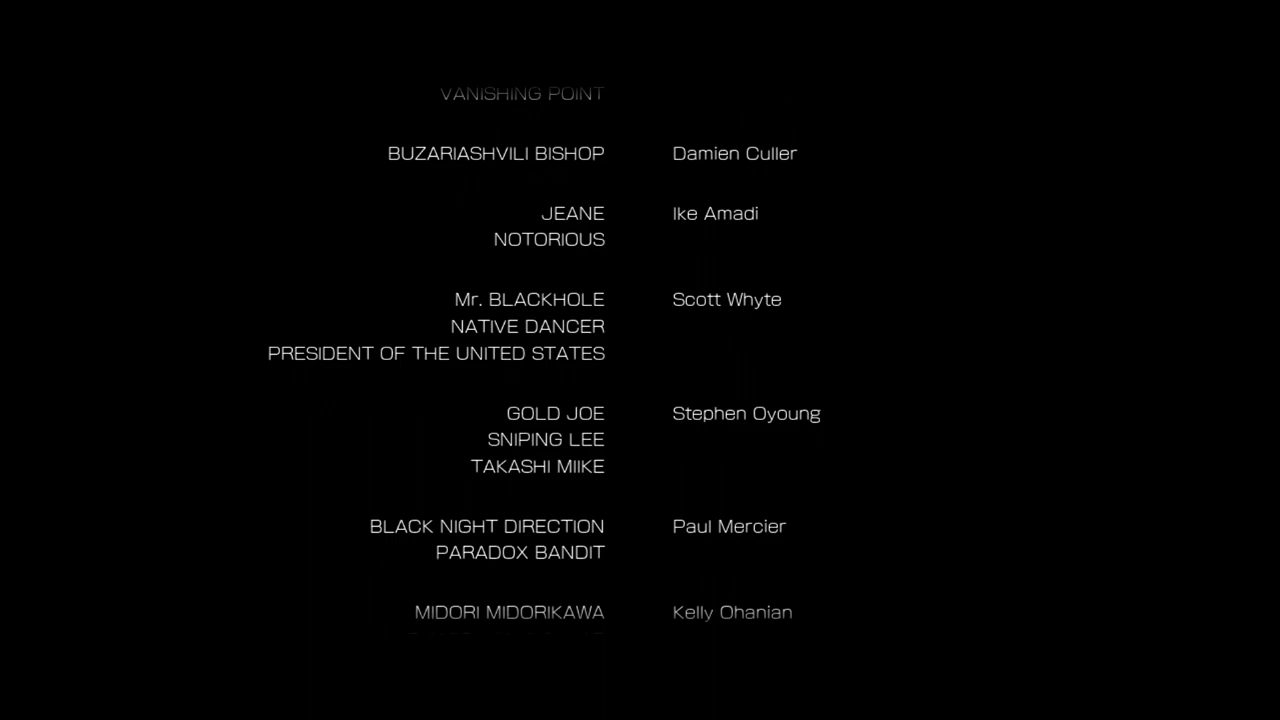 VANISHING POINT
BUZARIASHVILI BISHOP Damien Culler
JEANE Ike Amadi
NOTORIOUS
Mr. BLACKHOLE Scott Whyte
NATIVE DANCER
PRESIDENT OF THE UNITED STATES
GOLD JOE Stephen Oyoung
SNIPING LEE
TAKASHI MIIKE
BLACK NIGHT DIRECTION Paul Mercier
PARADOX BANDIT
MIDORI MIDORIKAWA Kelly Ohanian